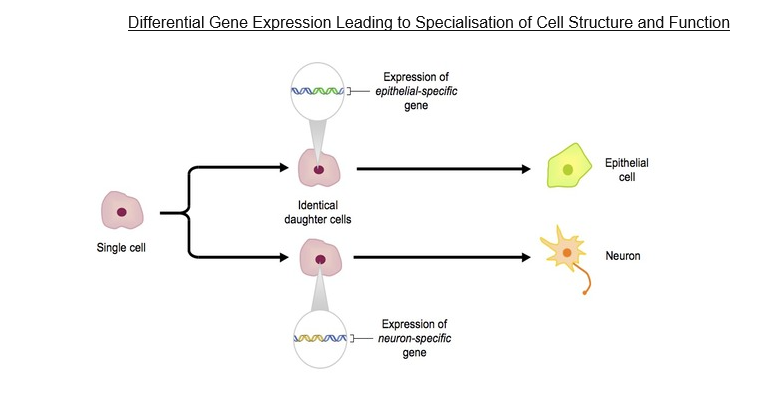 Differential Gene Expression Leading to Specialisation of Cell Structure and Function
Expression of
epithelial-specific
gene
Epithelial
cell
Identical
daughter cells
Single cell
Neuron
Expression of
neuron-specific
gene